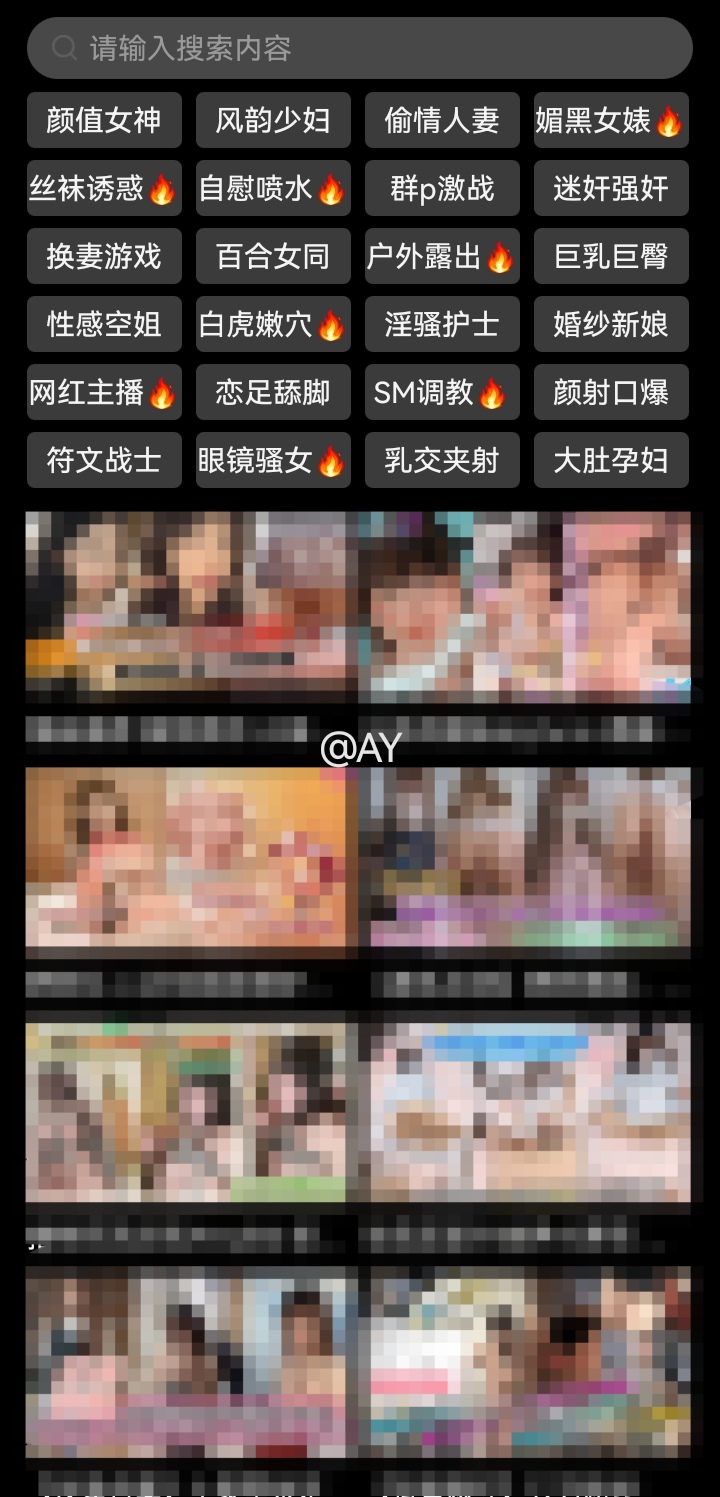 请输入搜索内容
颜值女神 风韵少妇 偷情人妻 媚黑女婊🔥
丝袜诱惑🔥 自慰喷水🔥 群p激战 迷奸强奸
换妻游戏 百合女同 户外露出🔥 巨乳巨臀
性感空姐 白虎嫩穴🔥 淫骚护士 婚纱新娘
网红主播🔥 恋足舔脚 SM调教🔥 颜射口爆
符文战士 眼镜骚女🔥 乳交夹射 大肚孕妇
@AY